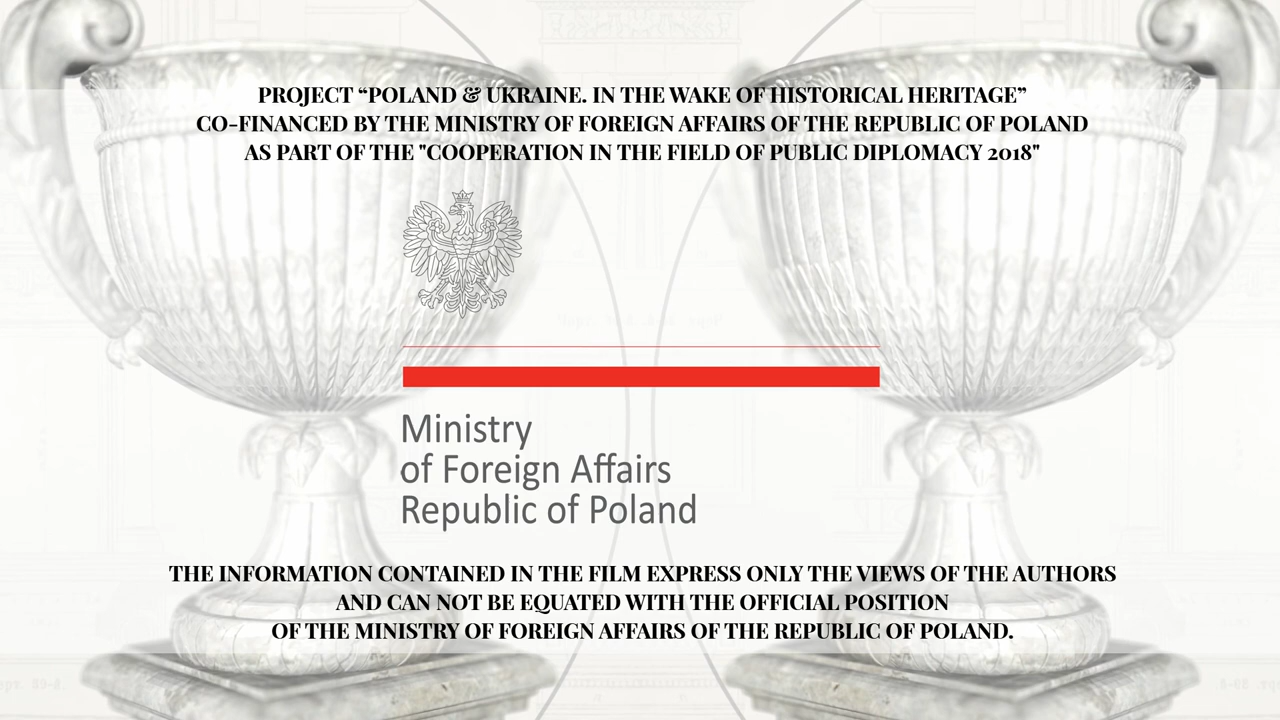 PROJECT “POLAND & UKRAINE. IN THE WAKE OF HISTORICAL HERITAGE”
CO-FINANCED BY THE MINISTRY OF FOREIGN AFFAIRS OF THE REPUBLIC OF POLAND
AS PART OF THE "COOPERATION IN THE FIELD OF PUBLIC DIPLOMACY 2018"
Ministry
of Foreign Affairs
Republic of Poland
THE INFORMATION CONTAINED IN THE FILM EXPRESS ONLY THE VIEWS OF THE AUTHORS
AND CAN NOT BE EQUATED WITH THE OFFICIAL POSITION
OF THE MINISTRY OF FOREIGN AFFAIRS OF THE REPUBLIC OF POLAND.